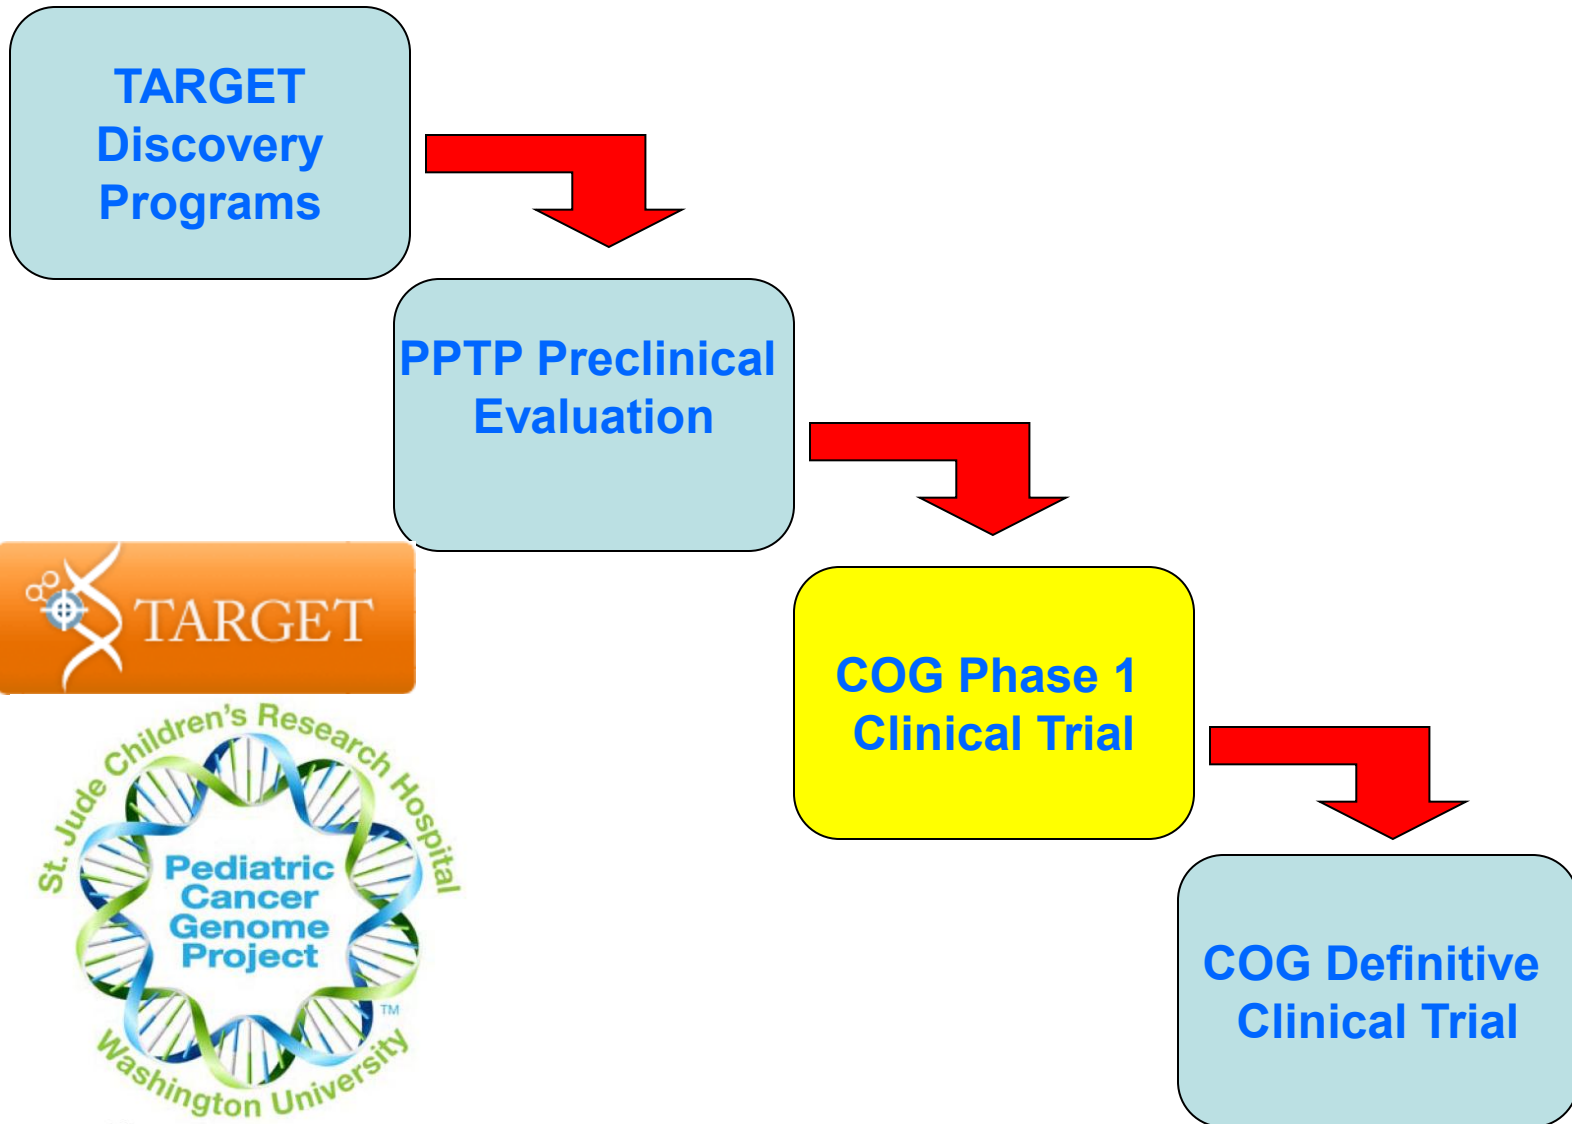 TARGET
Discovery
Programs
PPTP Preclinical
Evaluation
COG Phase 1
Clinical Trial
COG Definitive
Clinical Trial
TARGET
St. Jude Children's Research Hospital
Pediatric
Cancer
Genome
Project
TM
Washington University